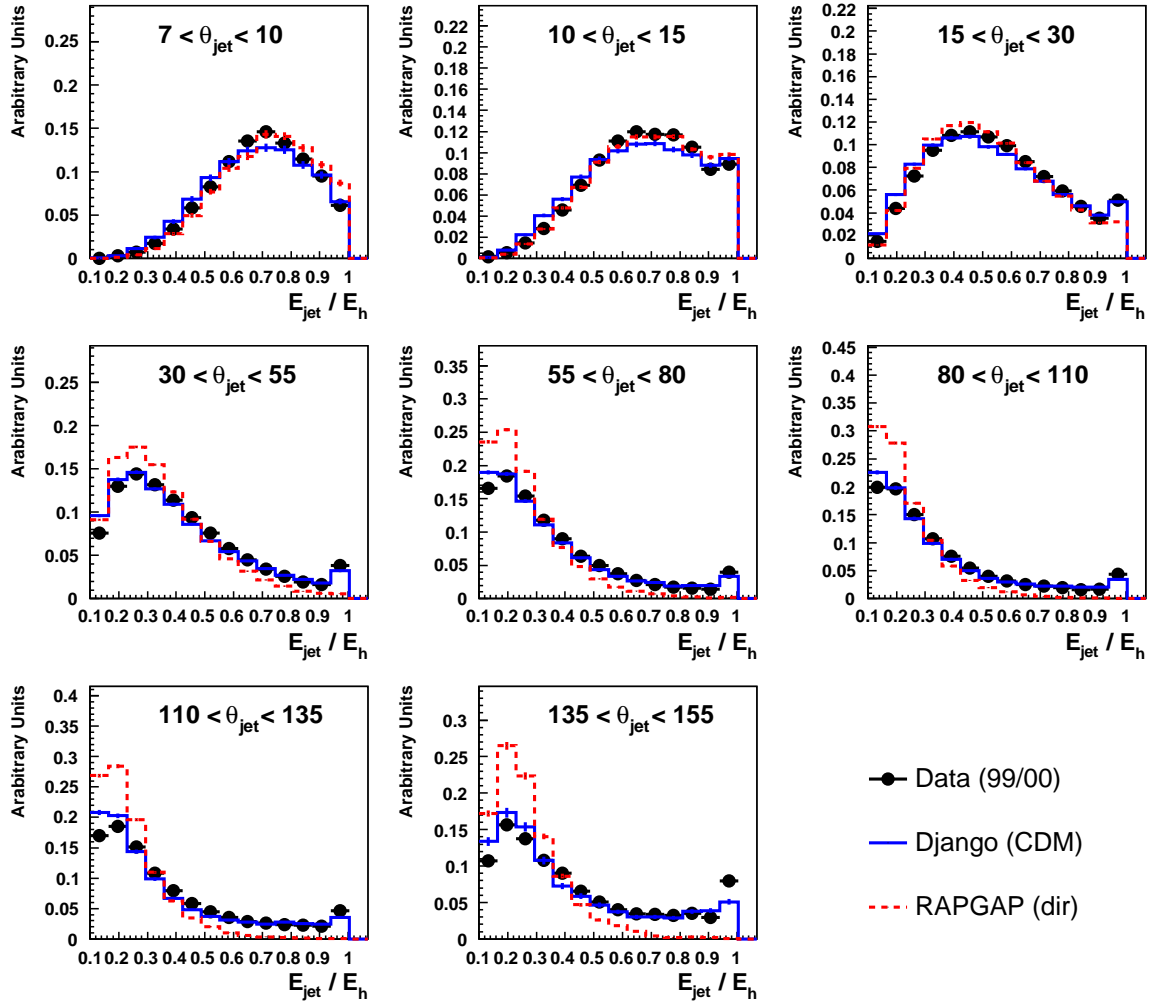 Arabitrary Units
7 < θjet < 10
0.25
0.2
0.15
0.1
0.05
0
0.1 0.2 0.3 0.4 0.5 0.6 0.7 0.8 0.9 1
Ejet / Eh
Arabitrary Units
10 < θjet < 15
0.22
0.2
0.18
0.16
0.14
0.12
0.1
0.08
0.06
0.04
0.02
0
0.1 0.2 0.3 0.4 0.5 0.6 0.7 0.8 0.9 1
Ejet / Eh
Arabitrary Units
15 < θjet < 30
0.22
0.2
0.18
0.16
0.14
0.12
0.1
0.08
0.06
0.04
0.02
0
0.1 0.2 0.3 0.4 0.5 0.6 0.7 0.8 0.9 1
Ejet / Eh
Arabitrary Units
30 < θjet < 55
0.25
0.2
0.15
0.1
0.05
0
0.1 0.2 0.3 0.4 0.5 0.6 0.7 0.8 0.9 1
Ejet / Eh
Arabitrary Units
55 < θjet < 80
0.35
0.3
0.25
0.2
0.15
0.1
0.05
0
0.1 0.2 0.3 0.4 0.5 0.6 0.7 0.8 0.9 1
Ejet / Eh
Arabitrary Units
80 < θjet < 110
0.45
0.4
0.35
0.3
0.25
0.2
0.15
0.1
0.05
0
0.1 0.2 0.3 0.4 0.5 0.6 0.7 0.8 0.9 1
Ejet / Eh
Arabitrary Units
110 < θjet < 135
0.4
0.35
0.3
0.25
0.2
0.15
0.1
0.05
0
0.1 0.2 0.3 0.4 0.5 0.6 0.7 0.8 0.9 1
Ejet / Eh
Arabitrary Units
135 < θjet < 155
0.3
0.25
0.2
0.15
0.1
0.05
0
0.1 0.2 0.3 0.4 0.5 0.6 0.7 0.8 0.9 1
Ejet / Eh
Data (99/00)
Django (CDM)
RAPGAP (dir)